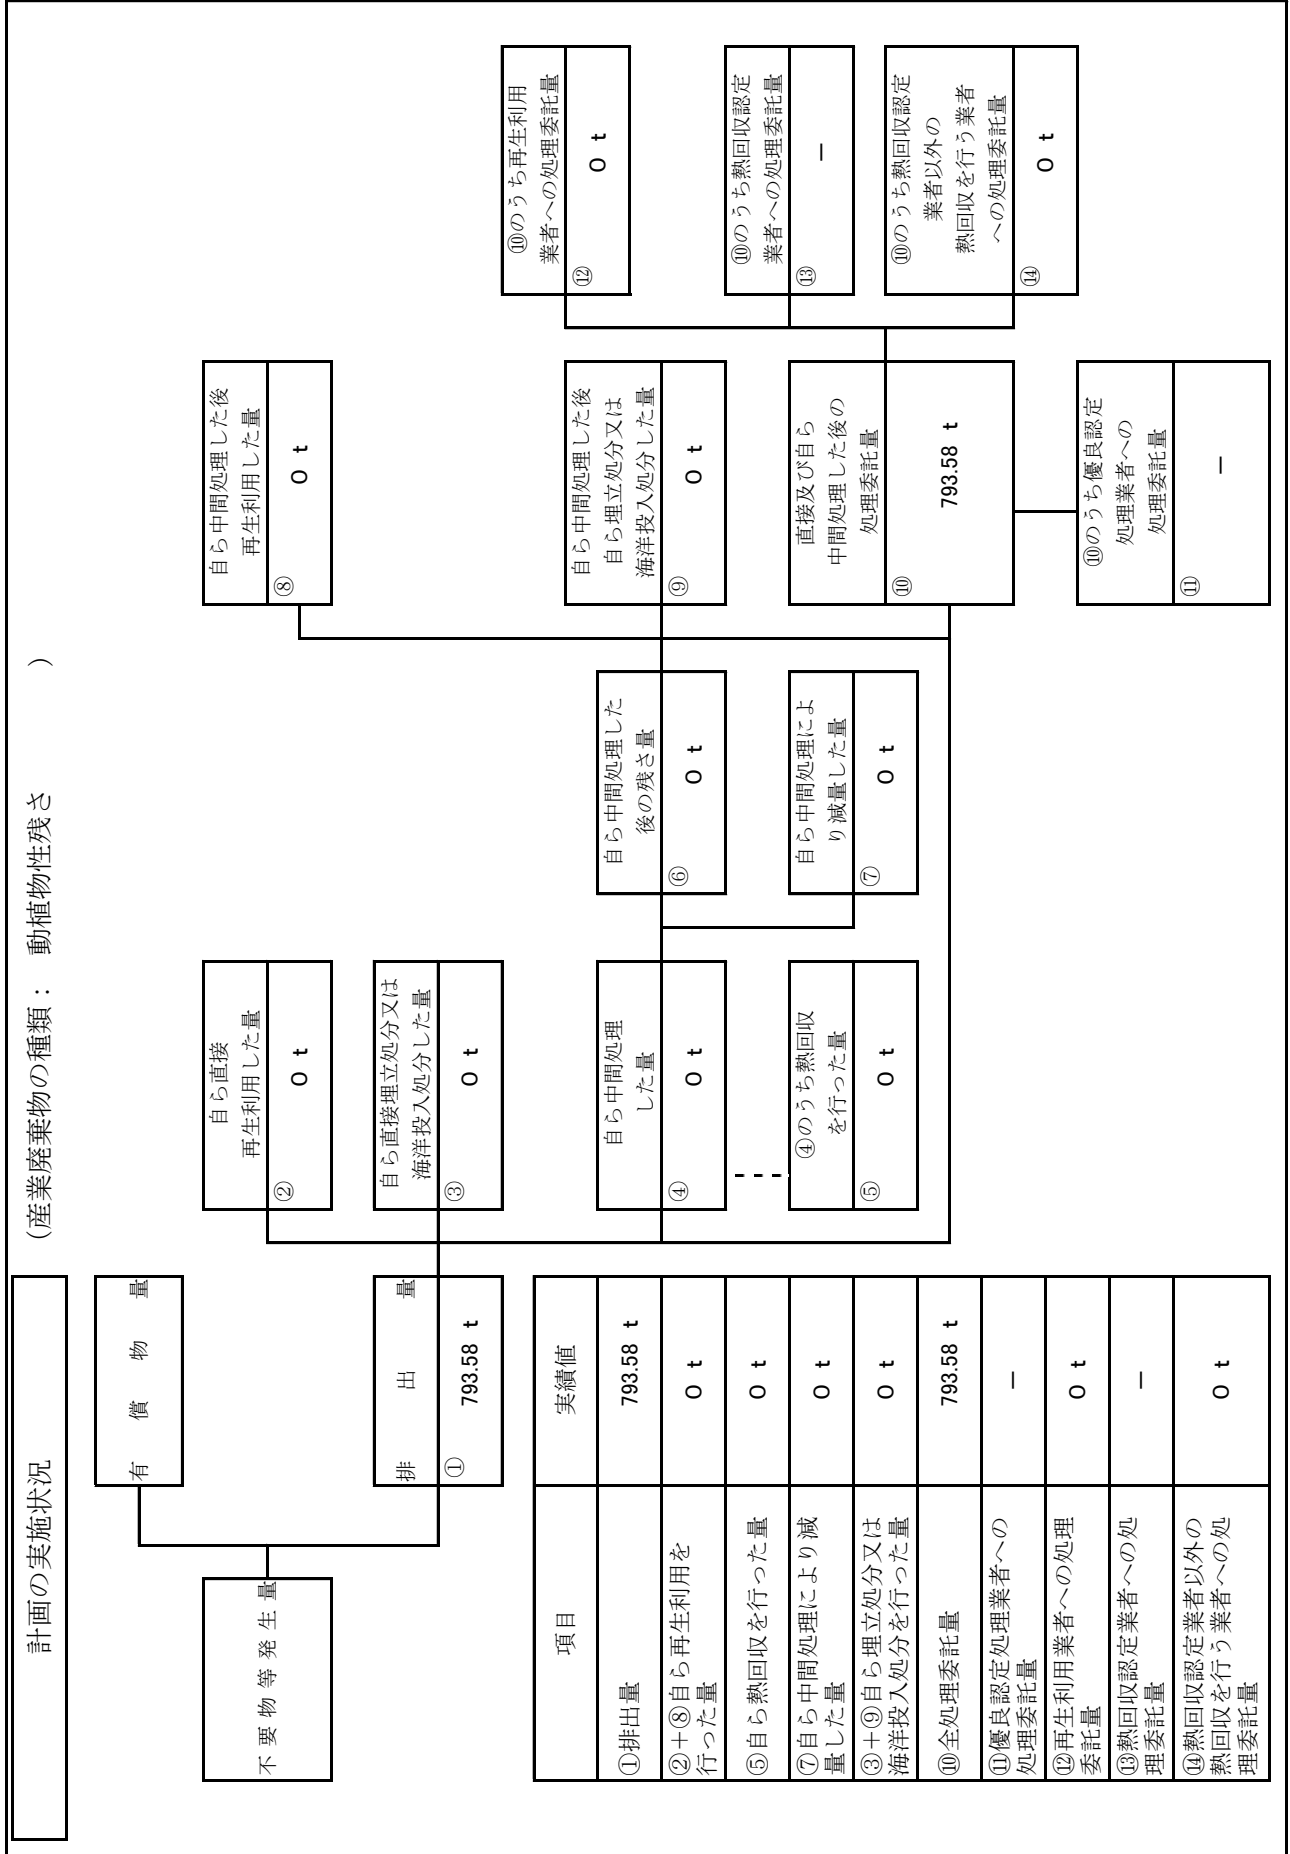 計画の実施状況
(産業廃棄物の種類： 動植物性残さ )
不要物等発生量
有償物量
排出量
① 793.58 t
自ら直接
再生利用した量
② 0 t
自ら直接埋立処分又は
海洋投入処分した量
③ 0 t
自ら中間処理
した量
④ 0 t
④のうち熱回収
を行った量
⑤ 0 t
自ら中間処理した
後の残さ量
⑥ 0 t
自ら中間処理によ
り減量した量
⑦ 0 t
自ら中間処理した後
再生利用した量
⑧ 0 t
自ら中間処理した後
自ら埋立処分又は
海洋投入処分した量
⑨ 0 t
直接及び自ら
中間処理した後の
処理委託量
⑩ 793.58 t
⑩のうち優良認定
処理業者への
処理委託量
⑪ －
⑩のうち再生利用
業者への処理委託量
⑫ 0 t
⑩のうち熱回収認定
業者への処理委託量
⑬ －
⑩のうち熱回収認定
業者以外の
熱回収を行う業者
への処理委託量
⑭ 0 t
項目 実績値
①排出量 793.58 t
②＋⑧自ら再生利用を
行った量 0 t
⑤自ら熱回収を行った量 0 t
⑦自ら中間処理により減
量した量 0 t
③＋⑨自ら埋立処分又は
海洋投入処分を行った量 0 t
⑩全処理委託量 793.58 t
⑪優良認定処理業者への
処理委託量 －
⑫再生利用業者への処理
委託量 0 t
⑬熱回収認定業者への処
理委託量 －
⑭熱回収認定業者以外の
熱回収を行う業者への処
理委託量 0 t